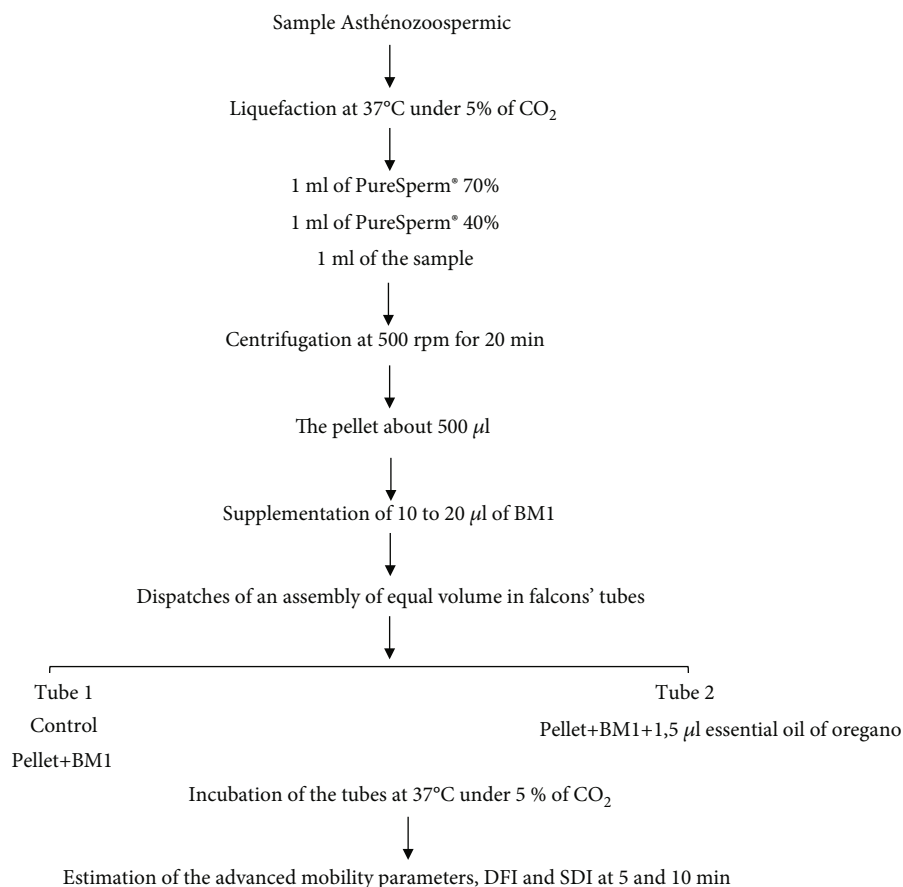 Sample Asthénozoospermic
Liquefaction at 37°C under 5% of CO₂
1 ml of PureSperm® 70%
1 ml of PureSperm® 40%
1 ml of the sample
Centrifugation at 500 rpm for 20 min
The pellet about 500 μl
Supplementation of 10 to 20 μl of BM1
Dispatches of an assembly of equal volume in falcons’ tubes
Tube 1
Control
Pellet+BM1
Tube 2
Pellet+BM1+1,5 μl essential oil of oregano
Incubation of the tubes at 37°C under 5 % of CO₂
Estimation of the advanced mobility parameters, DFI and SDI at 5 and 10 min